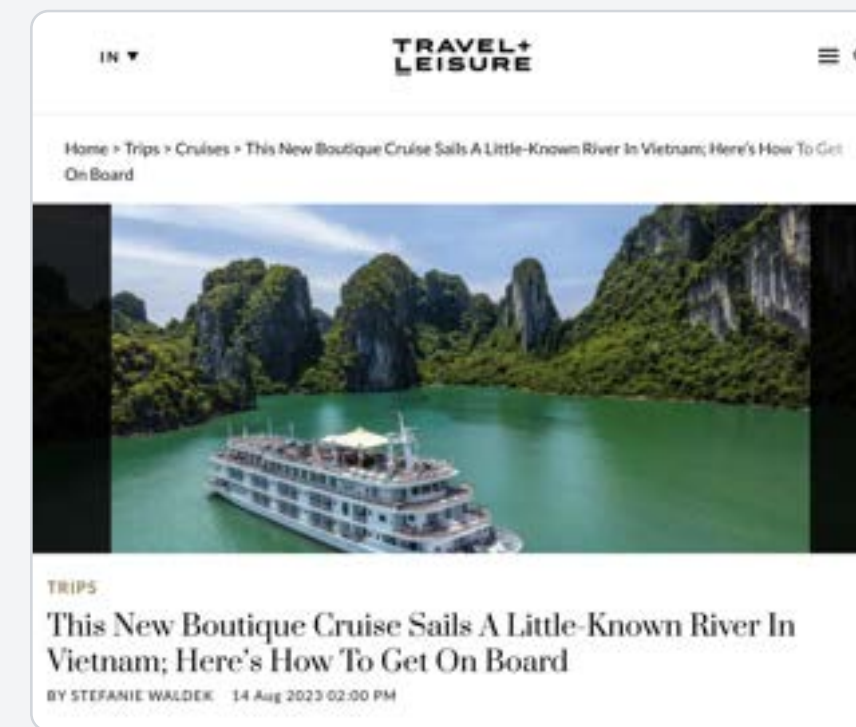 IN ▼
TRAVEL+
LEISURE
Home > Trips > Cruises > This New Boutique Cruise Sails A Little-Known River In Vietnam; Here's How To Get
On Board
TRIPS
This New Boutique Cruise Sails A Little-Known River In
Vietnam; Here's How To Get On Board
BY STEFANIE WALDEK 14 Aug 2023 02:00 PM